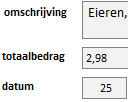 omschrijving Eieren,
totaalbedrag 2,98
datum 25